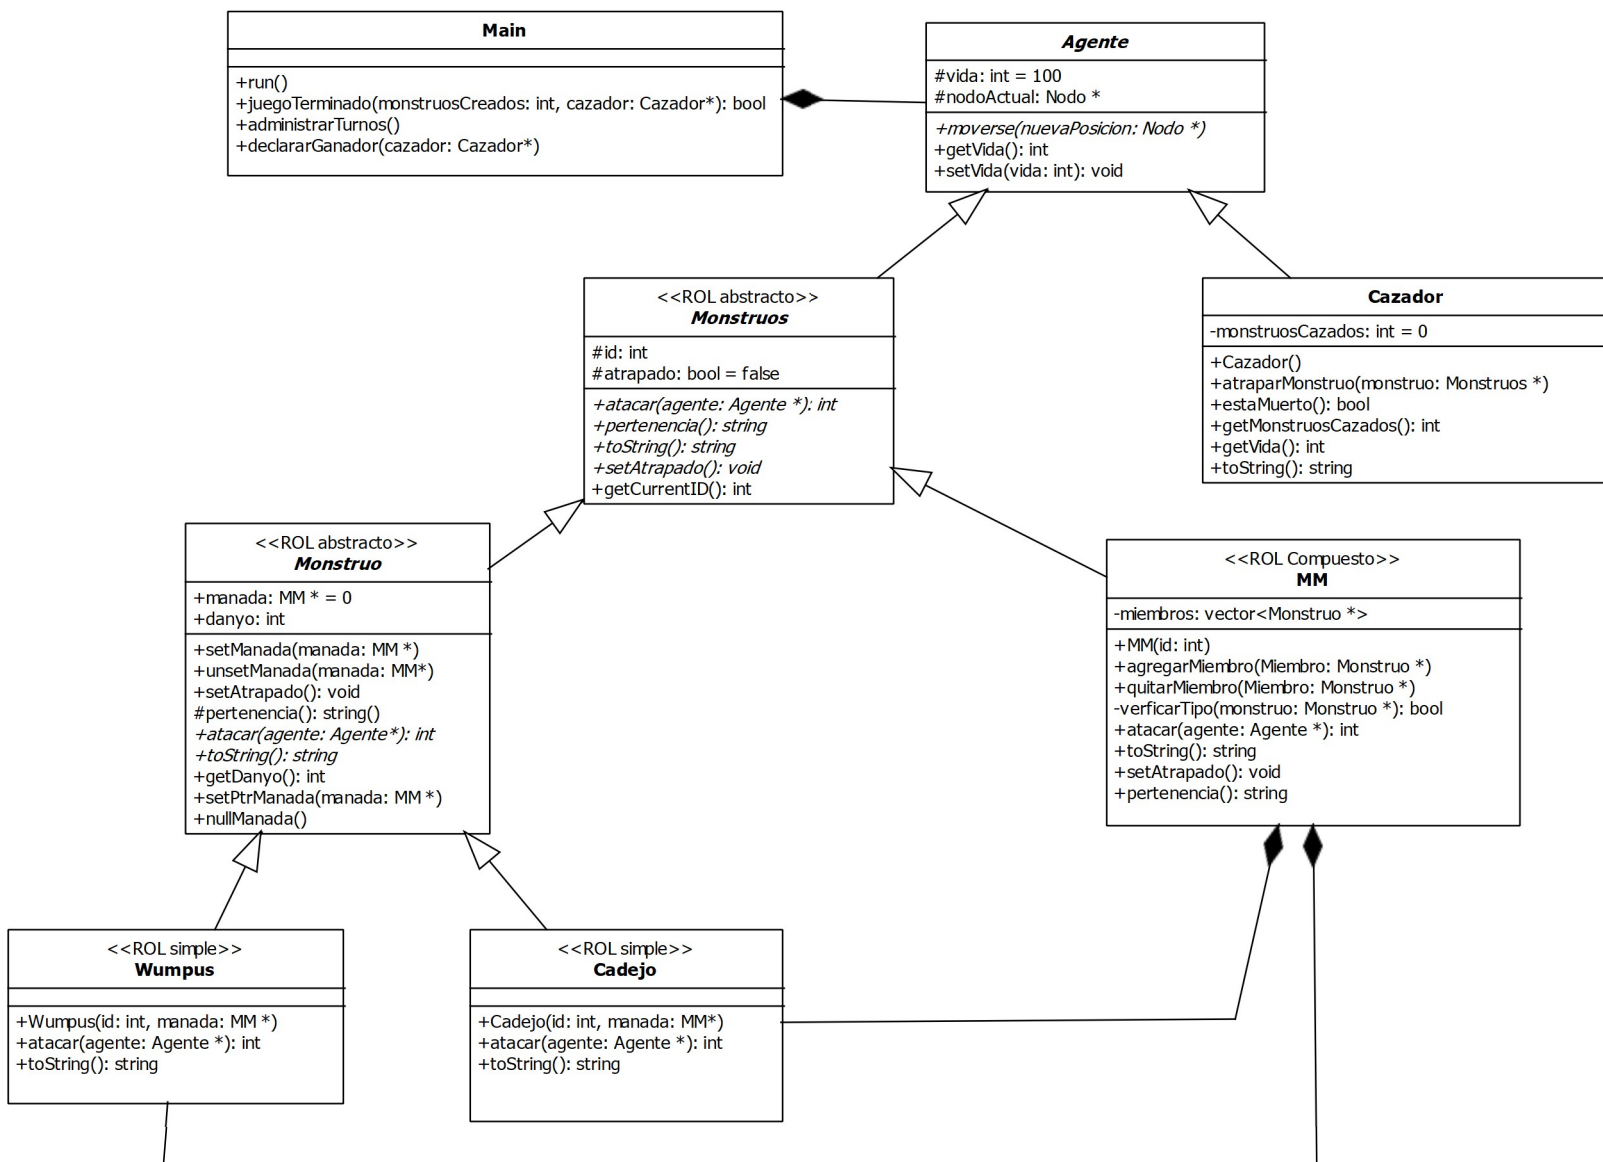 Main
+run()
+juegoTerminado(monstruosCreados: int, cazador: Cazador*): bool
+administrarTurnos()
+declararGanador(cazador: Cazador*)
Agente
#vida: int = 100
#nodoActual: Nodo *
+moverse(nuevaPosicion: Nodo *)
+getVida(): int
+setVida(vida: int): void
<<ROL abstracto>>
Monstruos
#id: int
#atrapado: bool = false
+atacar(agente: Agente *): int
+pertenencia(): string
+toString(): string
+setAtrapado(): void
+getCurrentID(): int
Cazador
-monstruosCazados: int = 0
+Cazador()
+atraparMonstruo(monstruo: Monstruos *)
+estaMuerto(): bool
+getMonstruosCazados(): int
+getVida(): int
+toString(): string
<<ROL abstracto>>
Monstruo
+manada: MM * = 0
+danyo: int
+setManada(manada: MM *)
+unsetManada(manada: MM*)
+setAtrapado(): void
#pertenencia(): string()
+atacar(agente: Agente*): int
+toString(): string
+getDanyo(): int
+setPtrManada(manada: MM *)
+nullManada()
<<ROL Compuesto>>
MM
-miembros: vector<Monstruo *>
+MM(id: int)
+agregarMiembro(Miembro: Monstruo *)
+quitarMiembro(Miembro: Monstruo *)
-verficarTipo(monstruo: Monstruo *): bool
+atacar(agente: Agente *): int
+toString(): string
+setAtrapado(): void
+pertenencia(): string
<<ROL simple>>
Wumpus
+Wumpus(id: int, manada: MM *)
+atacar(agente: Agente *): int
+toString(): string
<<ROL simple>>
Cadejo
+Cadejo(id: int, manada: MM*)
+atacar(agente: Agente *): int
+toString(): string